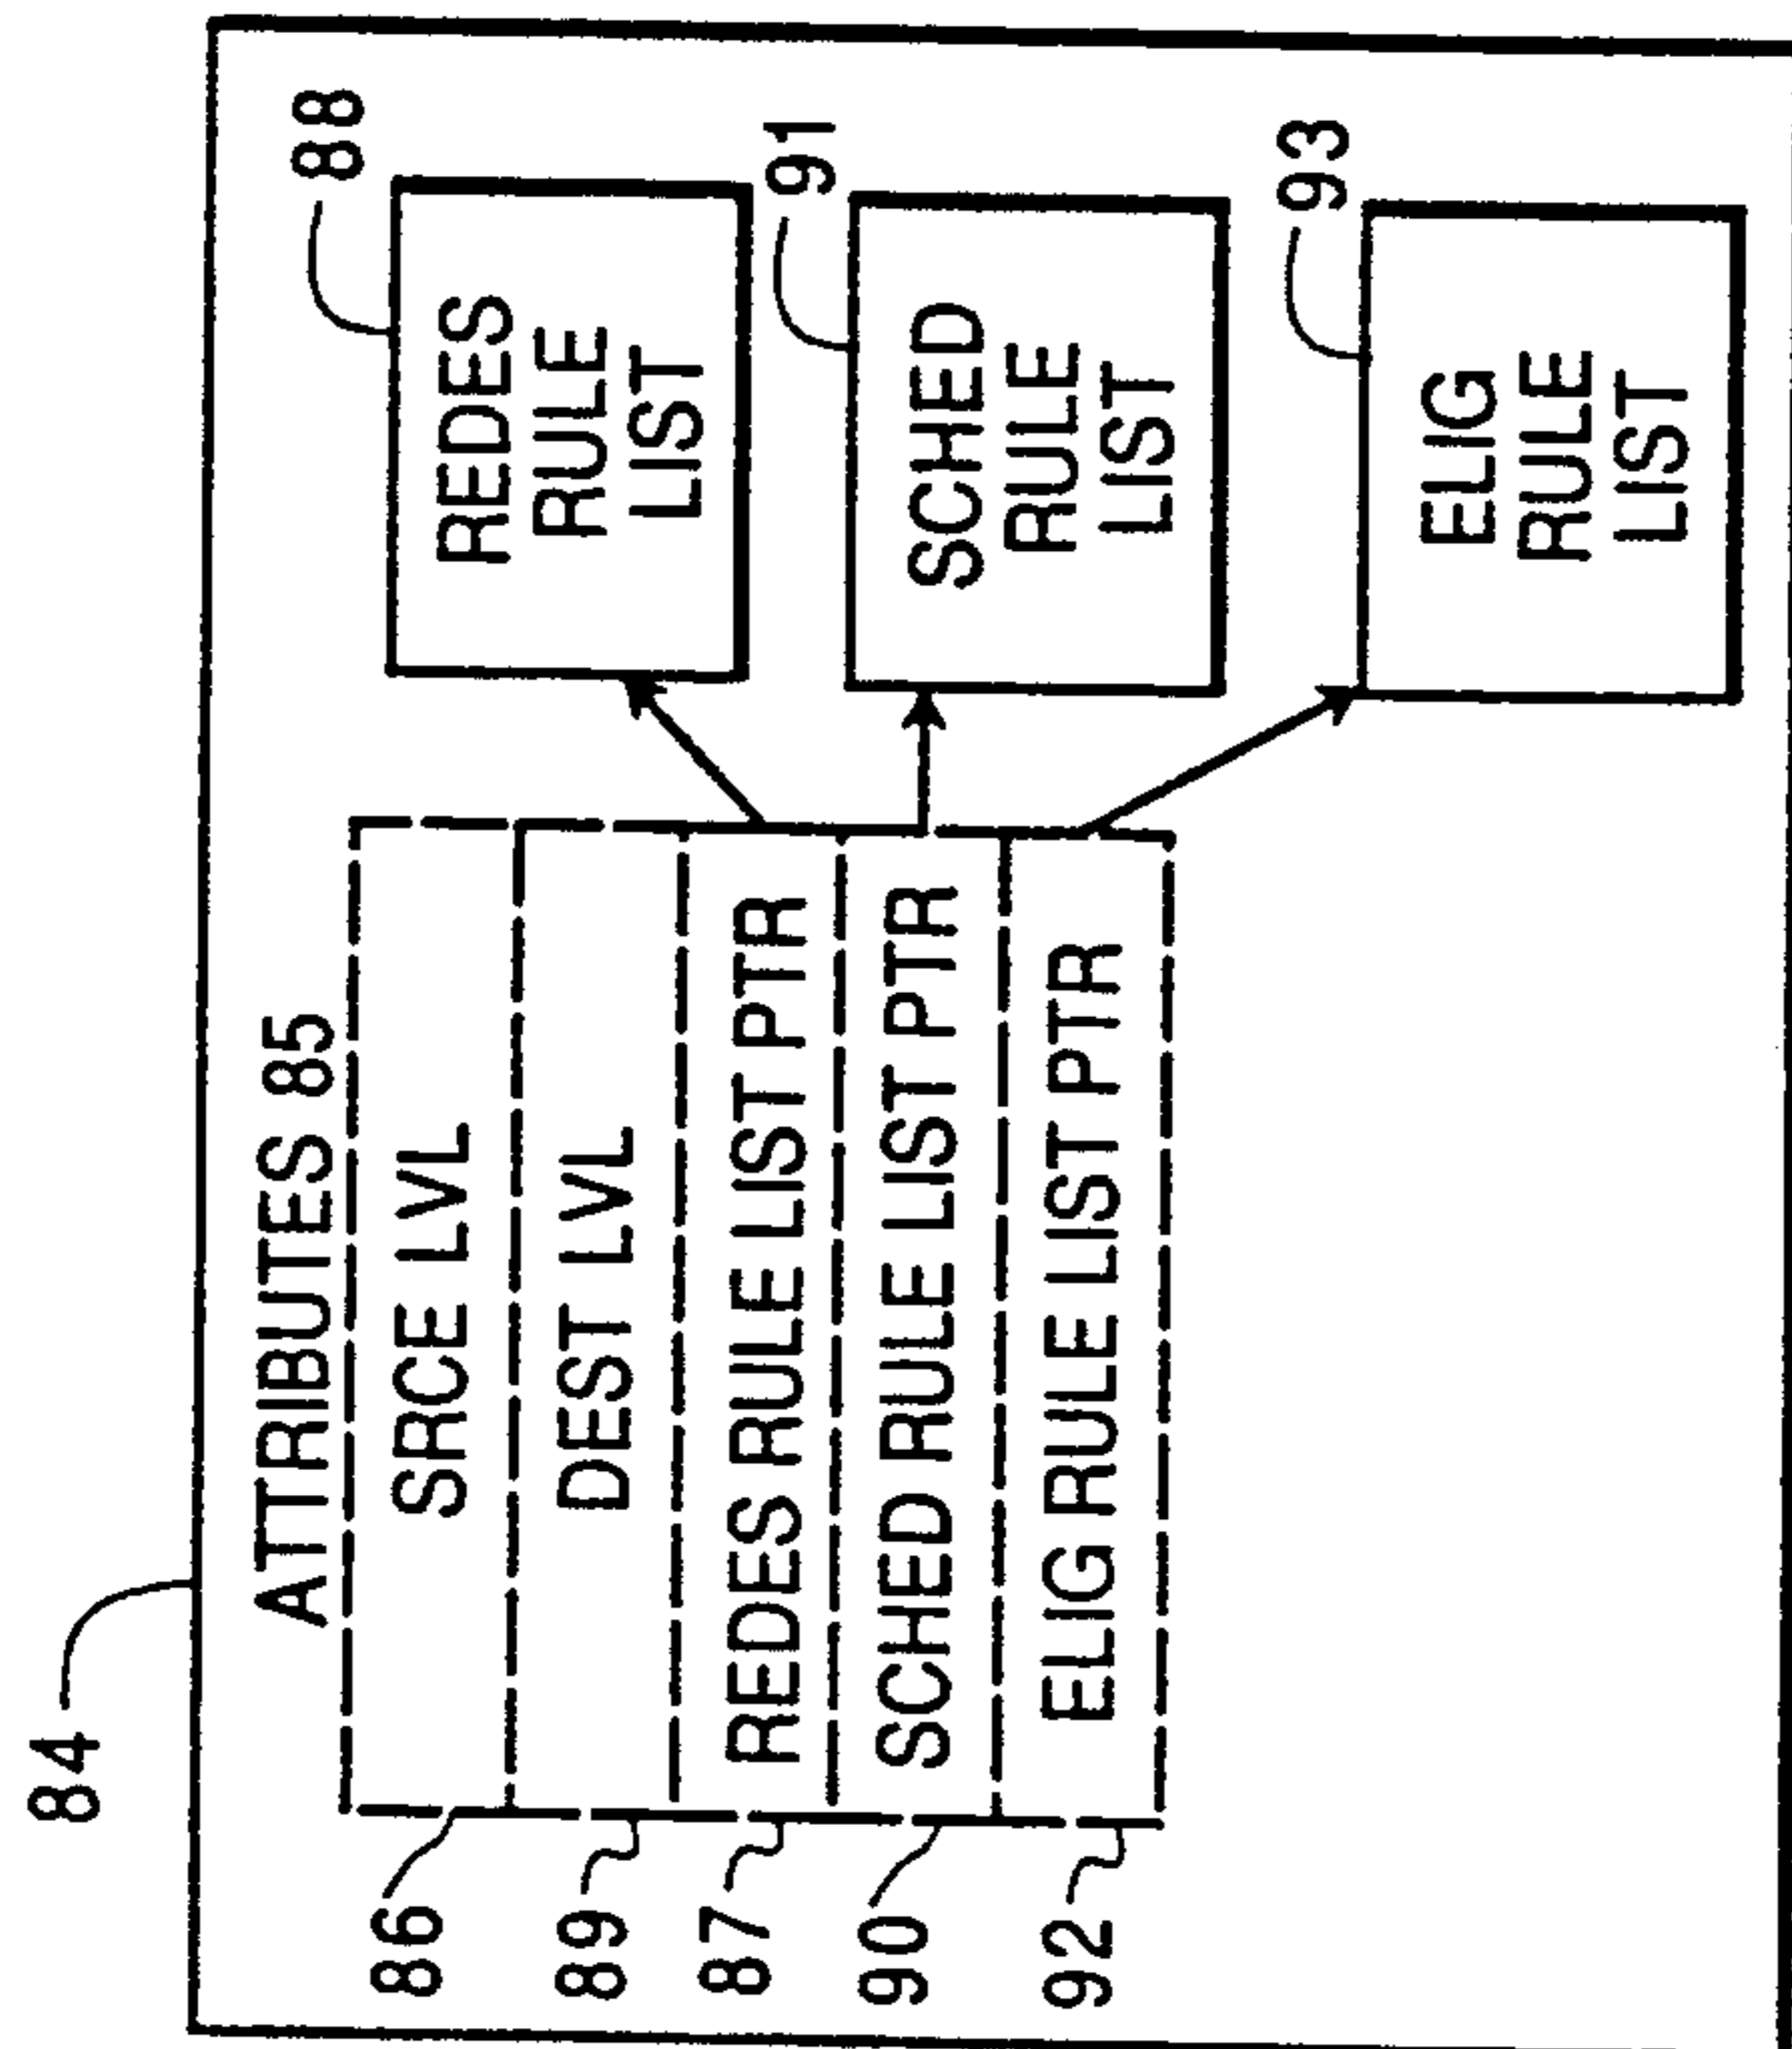 84
ATTRIBUTES 85
86
SRCE LVL
89
DEST LVL
87
REDES RULE LIST PTR
90
SCHED RULE LIST PTR
92
ELIG RULE LIST PTR
88
REDES
RULE
LIST
91
SCHED
RULE
LIST
93
ELIG
RULE
LIST